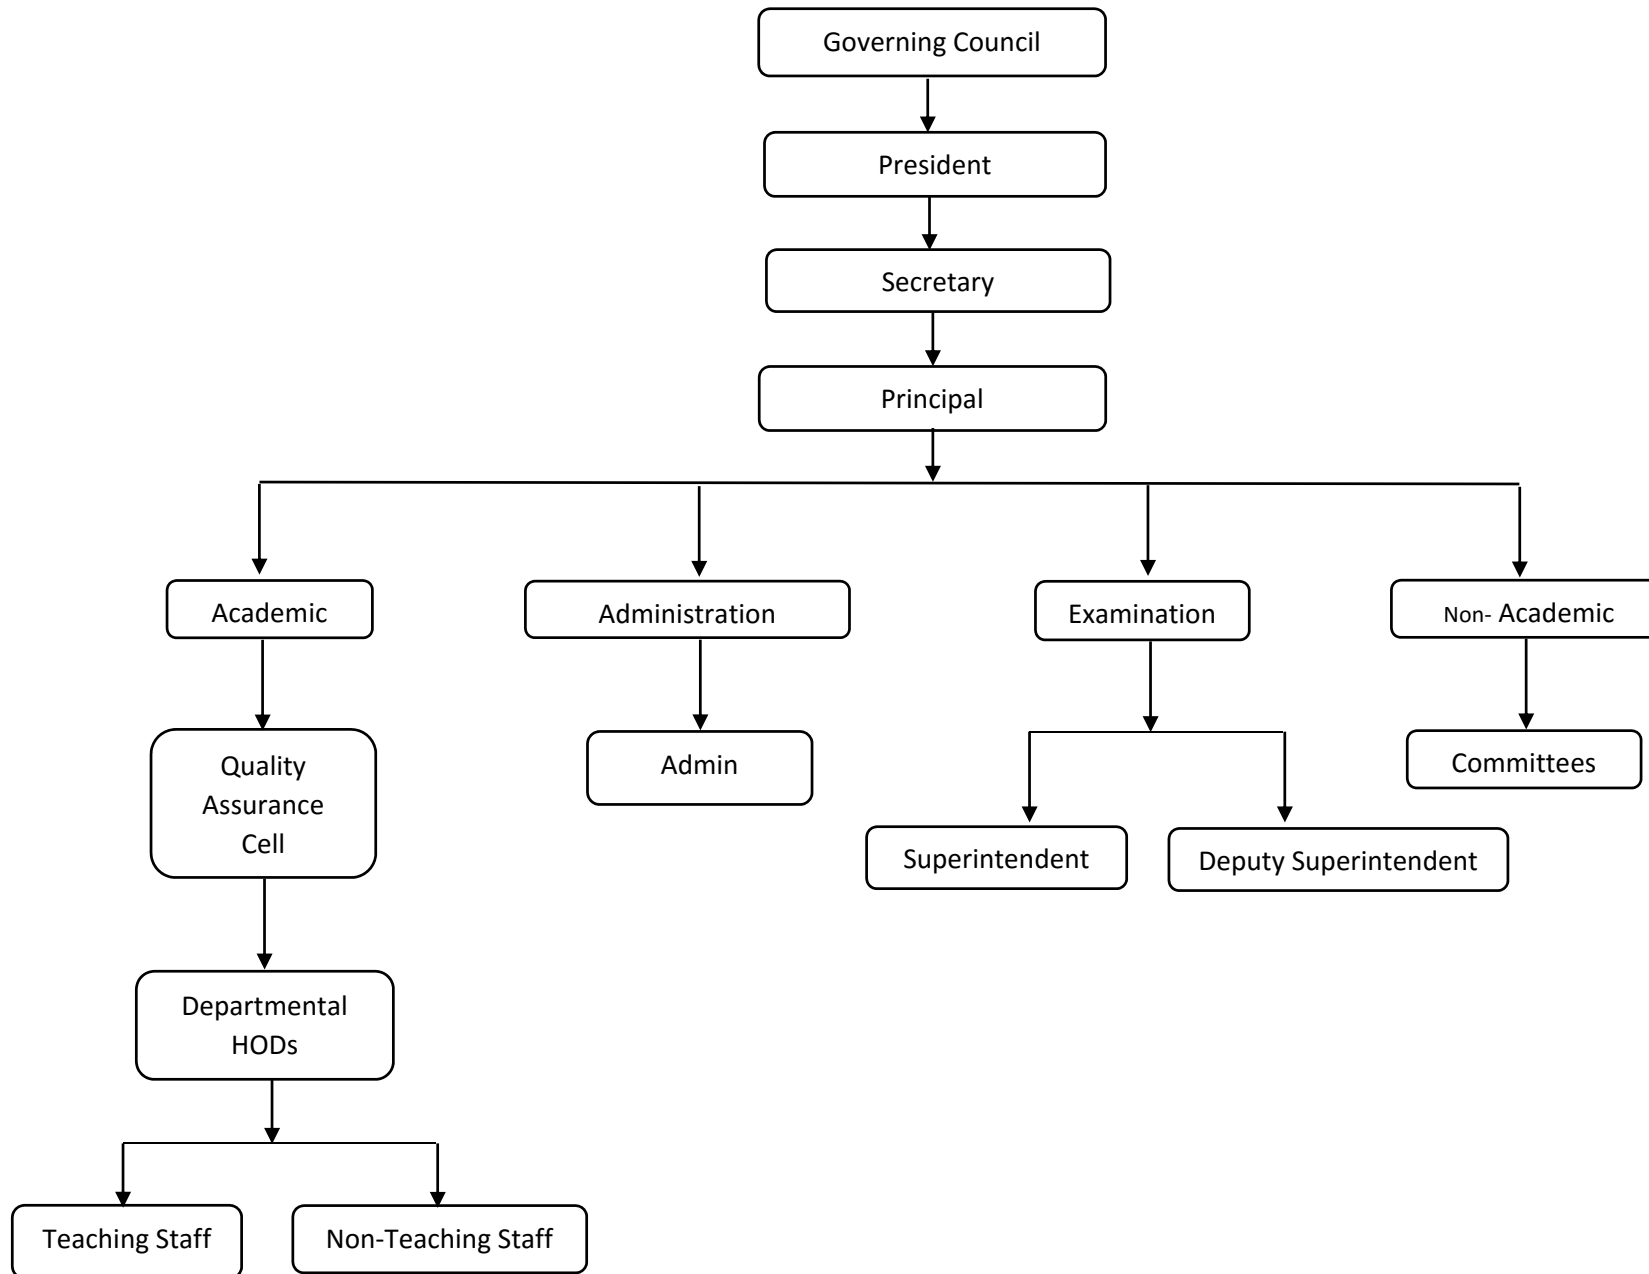 Governing Council
President
Secretary
Principal
Academic
Administration
Examination
Non- Academic
Quality
Assurance
Cell
Admin
Committees
Superintendent
Deputy Superintendent
Departmental
HODs
Teaching Staff
Non-Teaching Staff